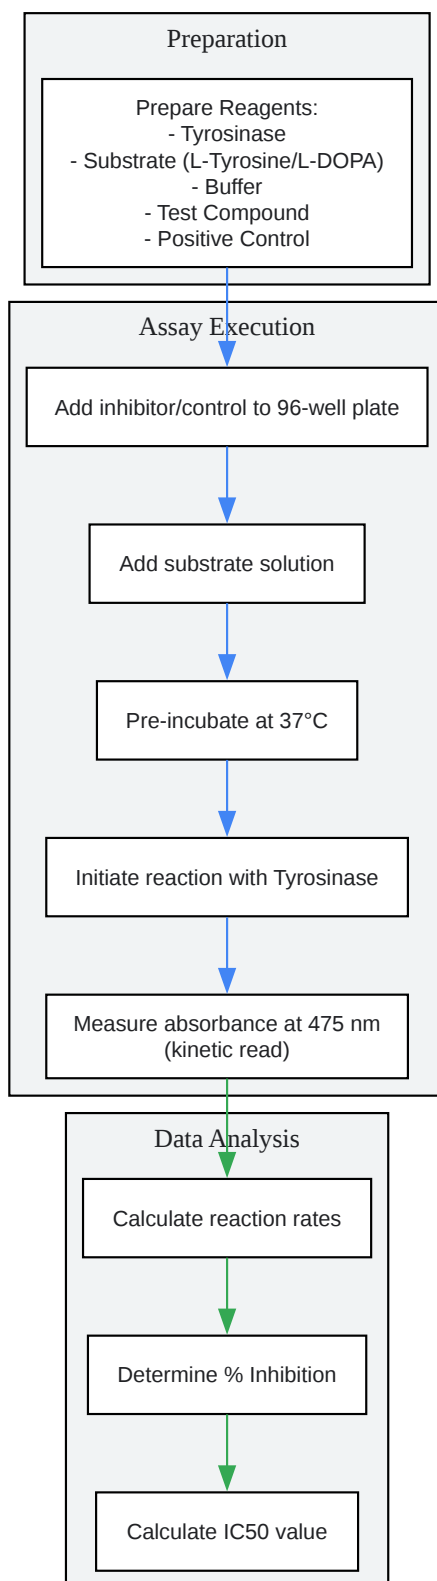 Preparation
Prepare Reagents:
- Tyrosinase
- Substrate (L-Tyrosine/L-DOPA)
- Buffer
- Test Compound
- Positive Control
Assay Execution
Add inhibitor/control to 96-well plate
Add substrate solution
Pre-incubate at 37°C
Initiate reaction with Tyrosinase
Measure absorbance at 475 nm
(kinetic read)
Data Analysis
Calculate reaction rates
Determine % Inhibition
Calculate IC50 value